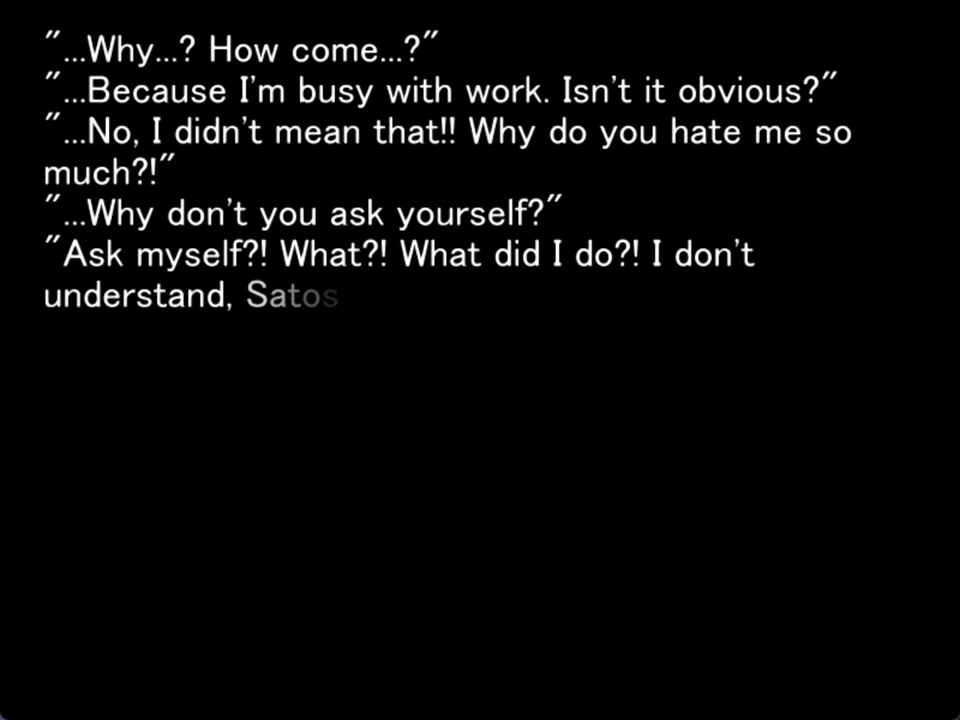 "...Why...? How come...?"
"...Because I'm busy with work. Isn't it obvious?"
"...No, I didn't mean that!! Why do you hate me so
much?!"
"...Why don't you ask yourself?"
"Ask myself?! What?! What did I do?! I don't
understand, Satos